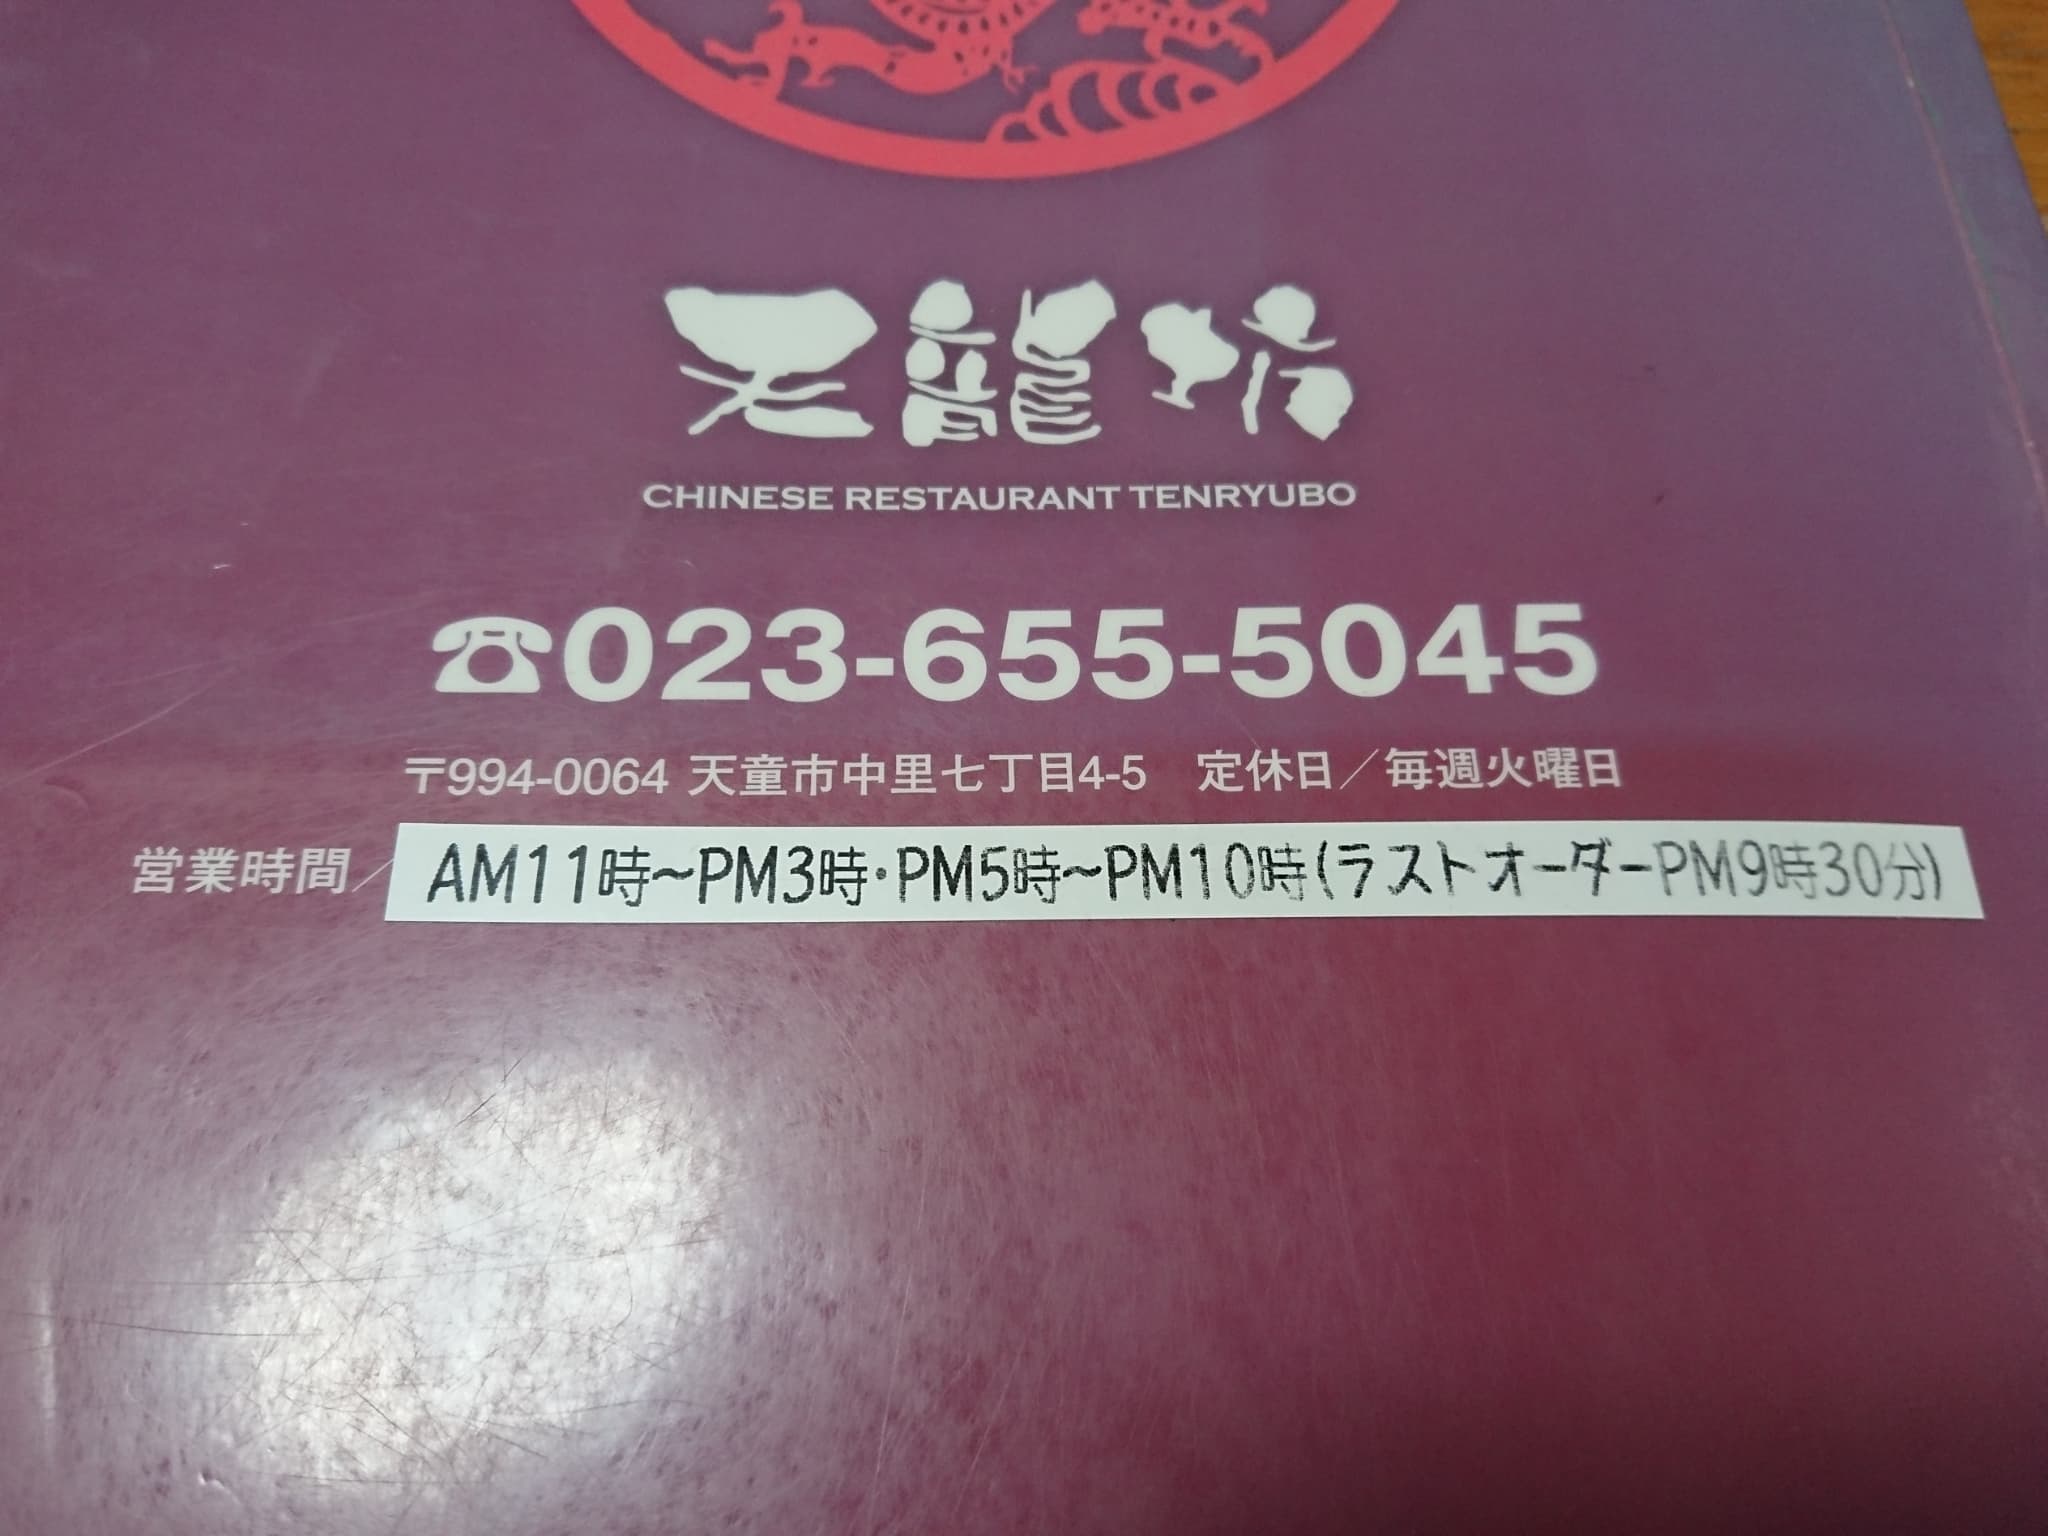 天龍坊
CHINESE RESTAURANT TENRYUBO
☎023-655-5045
〒994-0064 天童市中里七丁目4-5　定休日／毎週火曜日
営業時間／AM11時～PM3時・PM5時～PM10時(ラストオーダーPM9時30分)